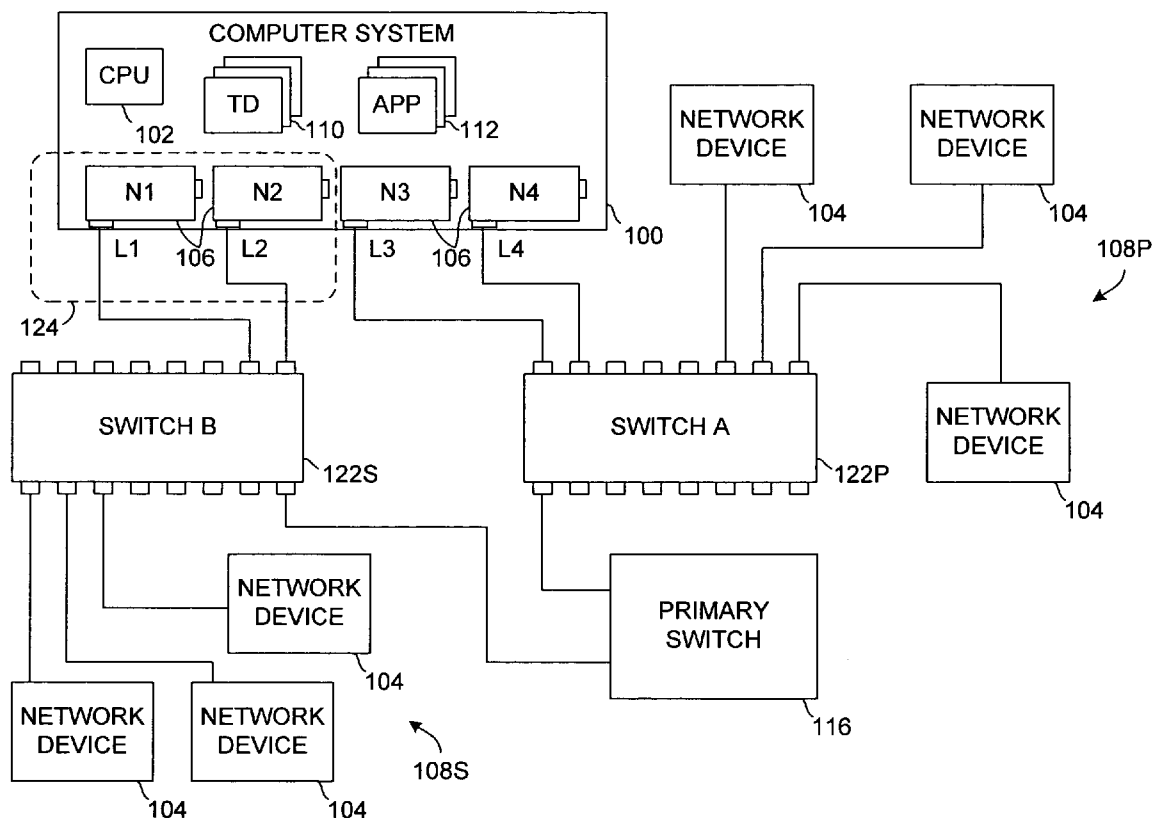 COMPUTER SYSTEM
CPU
102
TD
110
APP
112
NETWORK
DEVICE
104
NETWORK
DEVICE
104
N1
N2
N3
N4
106
106
100
L1
L2
L3
L4
124
108P
SWITCH B
122S
SWITCH A
122P
NETWORK
DEVICE
104
NETWORK
DEVICE
104
PRIMARY
SWITCH
116
NETWORK
DEVICE
104
NETWORK
DEVICE
104
108S